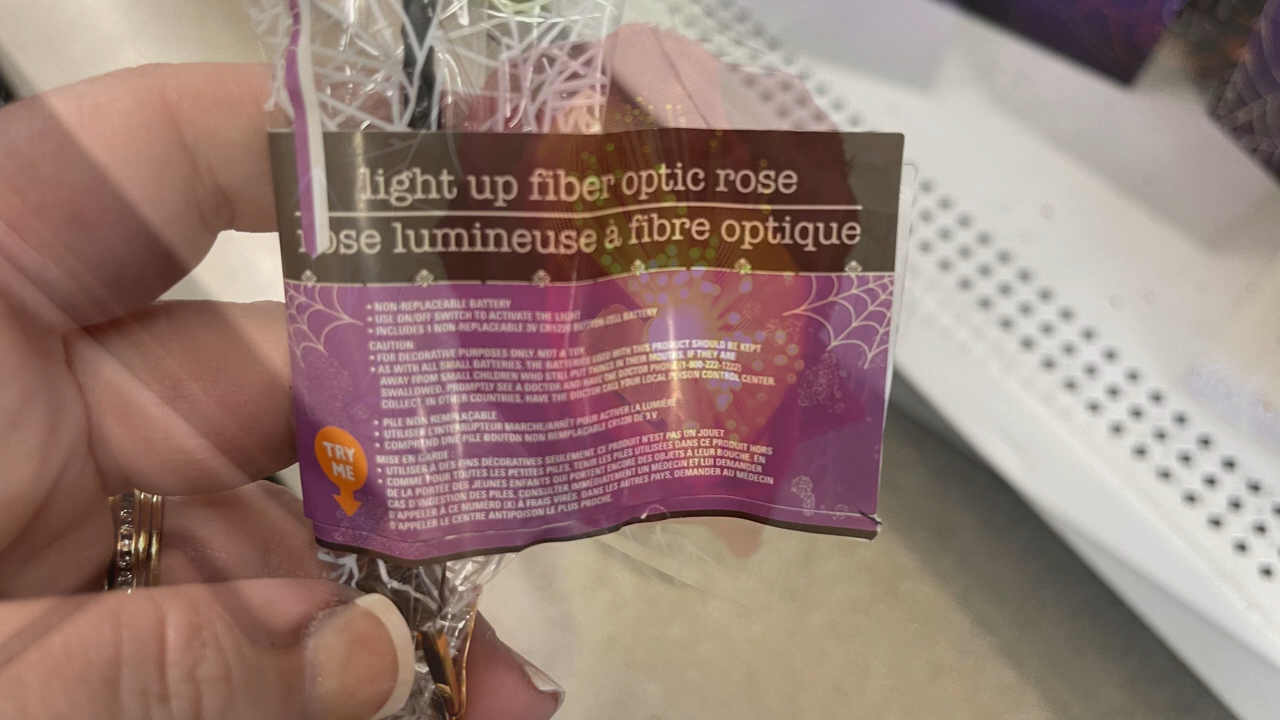 light up fiber optic rose
rose lumineuse à fibre optique
• NON-REPLACEABLE BATTERY
• USE ON/OFF SWITCH TO ACTIVATE THE LIGHT
• INCLUDES 1 NON-REPLACEABLE 3V CR1220 BUTTON CELL BATTERY
CAUTION:
• FOR DECORATIVE PURPOSES ONLY, NOT A TOY.
• AS WITH ALL SMALL BATTERIES, THE BATTERIES USED WITH THIS PRODUCT SHOULD BE KEPT
AWAY FROM SMALL CHILDREN WHO STILL PUT THINGS IN THEIR MOUTHS. IF THEY ARE
SWALLOWED, PROMPTLY SEE A DOCTOR AND HAVE THE DOCTOR PHONE (1-800-222-1222)
COLLECT IN OTHER COUNTRIES, HAVE THE DOCTOR CALL YOUR LOCAL POISON CONTROL CENTER.
• PILE NON REMPLAÇABLE
• UTILISER L'INTERRUPTEUR MARCHE/ARRÊT POUR ACTIVER LA LUMIÈRE
• COMPREND UNE PILE BOUTON NON REMPLAÇABLE CR1220 DE 3 V
MISE EN GARDE
• UTILISER À DES FINS DÉCORATIVES SEULEMENT. CE PRODUIT N'EST PAS UN JOUET
COMME POUR TOUTES LES PETITES PILES, TENIR LES PILES UTILISÉES DANS CE PRODUIT HORS
DE LA PORTÉE DES JEUNES ENFANTS QUI PORTENT ENCORE DES OBJETS À LEUR BOUCHE. EN
CAS D'INGESTION DES PILES, CONSULTER IMMÉDIATEMENT UN MÉDECIN ET LUI DEMANDER
D'APPELER À CE NUMÉRO (X) À FRAIS VIRÉS. DANS LES AUTRES PAYS, DEMANDER AU MÉDECIN
D'APPELER LE CENTRE ANTIPOISON LE PLUS PROCHE.
TRY
ME